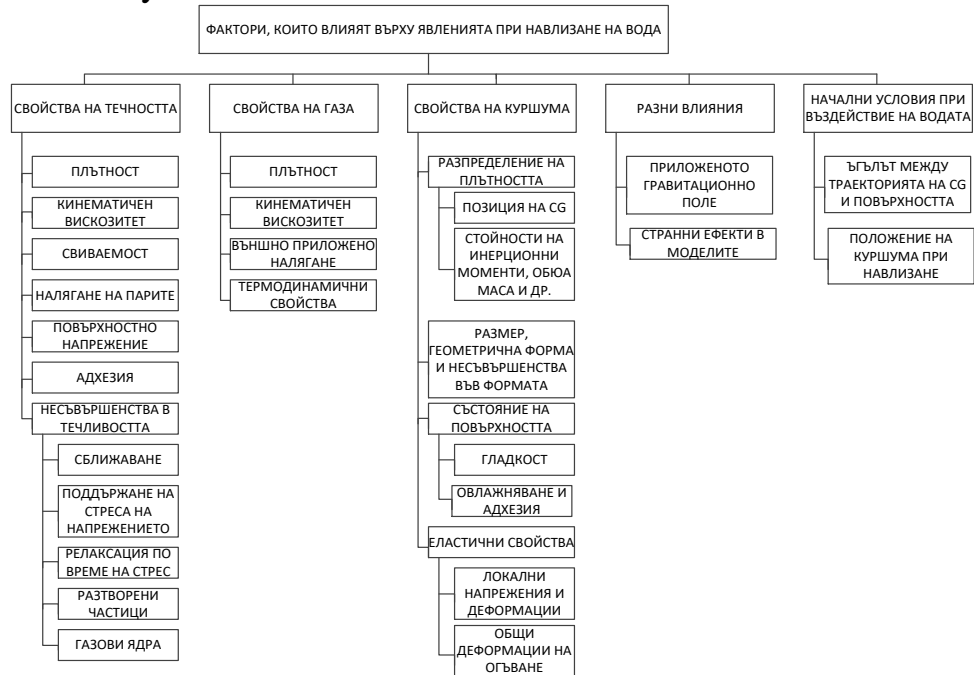 ФАКТОРИ, КОИТО ВЛИЯЯТ ВЪРХУ ЯВЛЕНИЯТА ПРИ НАВЛИЗАНЕ НА ВОДА
СВОЙСТВА НА ТЕЧНОСТТА
ПЛЪТНОСТ
КИНЕМАТИЧЕН
ВИСКОЗИТЕТ
СВИВАЕМОСТ
НАЛЯГАНЕ НА ПАРИТЕ
ПОВЪРХНОСТНО
НАПРЕЖЕНИЕ
АДХЕЗИЯ
НЕСЪВЪРШЕНСТВА В
ТЕЧЛИВОСТТА
СБЛИЖАВАНЕ
ПОДДЪРЖАНЕ НА
СТРЕСА НА
НАПРЕЖЕНИЕТО
РЕЛАКСАЦИЯ ПО
ВРЕМЕ НА СТРЕС
РАЗТВОРЕНИ
ЧАСТИЦИ
ГАЗОВИ ЯДРА
СВОЙСТВА НА ГАЗА
ПЛЪТНОСТ
КИНЕМАТИЧЕН
ВИСКОЗИТЕТ
ВЪНШНО ПРИЛОЖЕНО
НАЛЯГАНЕ
ТЕРМОДИНАМИЧНИ
СВОЙСТВА
СВОЙСТВА НА КУРШУМА
РАЗПРЕДЕЛЕНИЕ НА
ПЛЪТНОСТТА
ПОЗИЦИЯ НА CG
СТОЙНОСТИ НА
ИНЕРЦИОННИ
МОМЕНТИ, ОБЮА
МАСА И ДР.
РАЗМЕР,
ГЕОМЕТРИЧНА ФОРМА
И НЕСЪВЪРШЕНСТВА
ВЪВ ФОРМАТА
СЪСТОЯНИЕ НА
ПОВЪРХНОСТТА
ГЛАДКОСТ
ОВЛАЖНЯВАНЕ И
АДХЕЗИЯ
ЕЛАСТИЧНИ СВОЙСТВА
ЛОКАЛНИ
НАПРЕЖЕНИЯ И
ДЕФОРМАЦИИ
ОБЩИ
ДЕФОРМАЦИИ НА
ОГЪВАНЕ
РАЗНИ ВЛИЯНИЯ
ПРИЛОЖЕНОТО
ГРАВИТАЦИОННО
ПОЛЕ
СТРАННИ ЕФЕКТИ В
МОДЕЛИТЕ
НАЧАЛНИ УСЛОВИЯ ПРИ
ВЪЗДЕЙСТВИЕ НА ВОДАТА
ЪГЪЛЪТ МЕЖДУ
ТРАЕКТОРИЯТА НА CG
И ПОВЪРХНОСТТА
ПОЛОЖЕНИЕ НА
КУРШУМА ПРИ
НАВЛИЗАНЕ